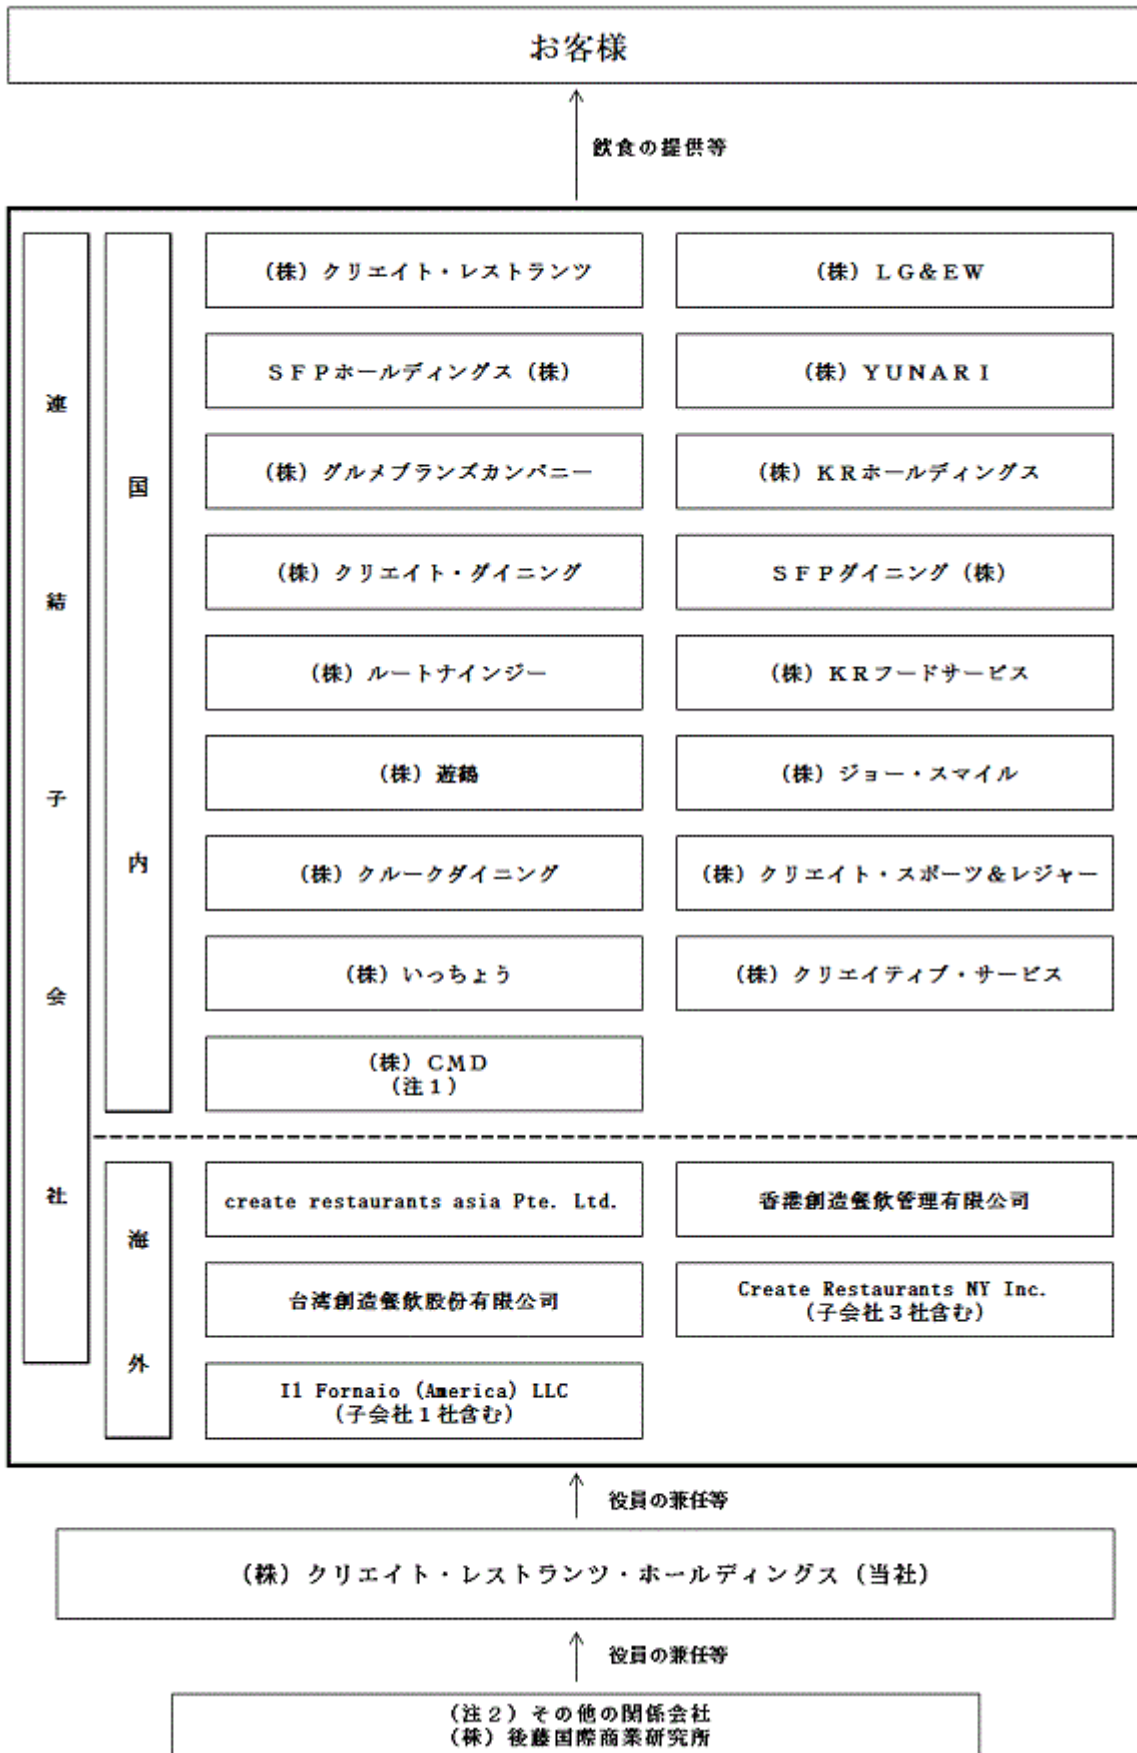 お客様
飲食の提供等
連結子会社
国内
（株）クリエイト・レストランツ
（株）ＬＧ＆ＥＷ
ＳＦＰホールディングス（株）
（株）ＹＵＮＡＲＩ
（株）グルメブランズカンパニー
（株）ＫＲホールディングス
（株）クリエイト・ダイニング
ＳＦＰダイニング（株）
（株）ルートナインジー
（株）ＫＲフードサービス
（株）遊鶴
（株）ジョー・スマイル
（株）クルークダイニング
（株）クリエイト・スポーツ＆レジャー
（株）いっちょう
（株）クリエイティブ・サービス
（株）ＣＭＤ
（注１）
海外
create restaurants asia Pte. Ltd.
香港創造餐飲管理有限公司
台湾創造餐飲股份有限公司
Create Restaurants NY Inc.
（子会社３社含む）
Il Fornaio (America) LLC
（子会社１社含む）
役員の兼任等
（株）クリエイト・レストランツ・ホールディングス（当社）
役員の兼任等
（注２）その他の関係会社
（株）後藤国際商業研究所